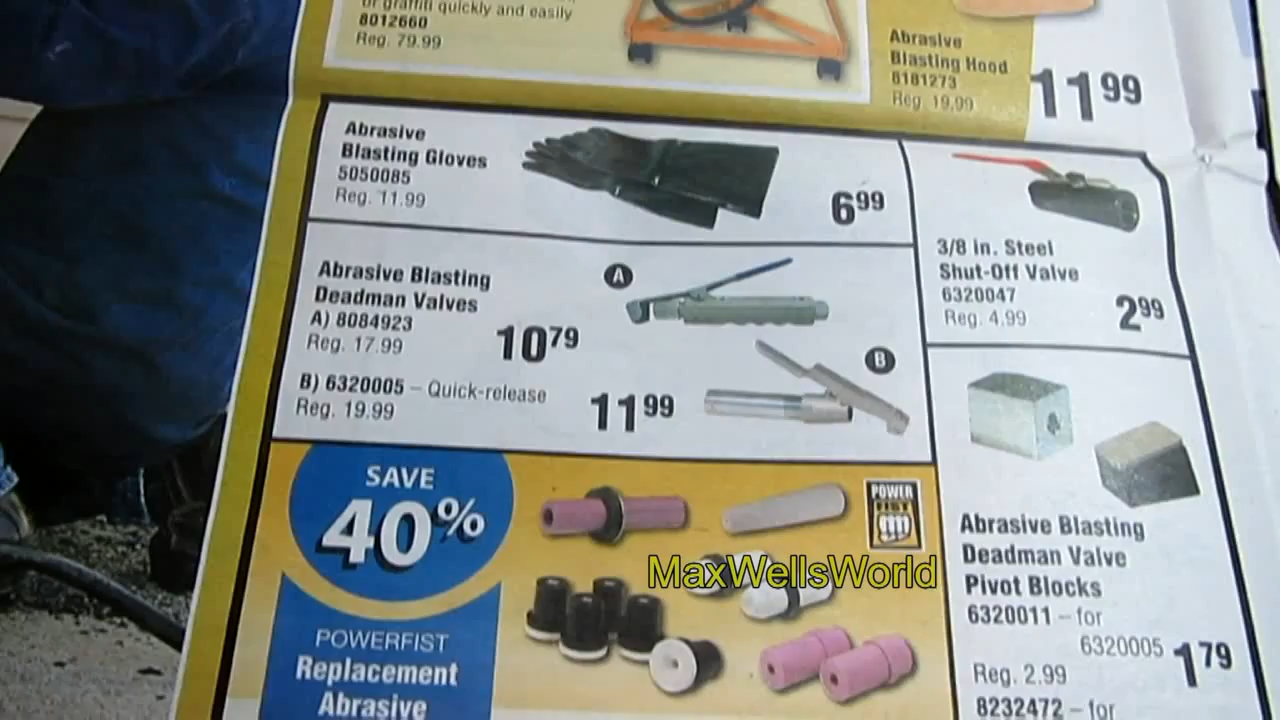 or graffiti quickly and easily
8012660
Reg. 79.99
Abrasive
Blasting Hood
8181273
Reg. 19.99
11 99
Abrasive
Blasting Gloves
5050085
Reg. 11.99
6 99
3/8 in. Steel
Shut-Off Valve
6320047
Reg. 4.99
2 99
Abrasive Blasting
Deadman Valves
A) 8084923
Reg. 17.99
10 79
B) 6320005 – Quick-release
Reg. 19.99
11 99
A
B
SAVE
40%
POWERFIST
Replacement
Abrasive
POWER
FIST
MaxWellsWorld
Abrasive Blasting
Deadman Valve
Pivot Blocks
6320011 – for
6320005
Reg. 2.99
1 79
8232472 – for